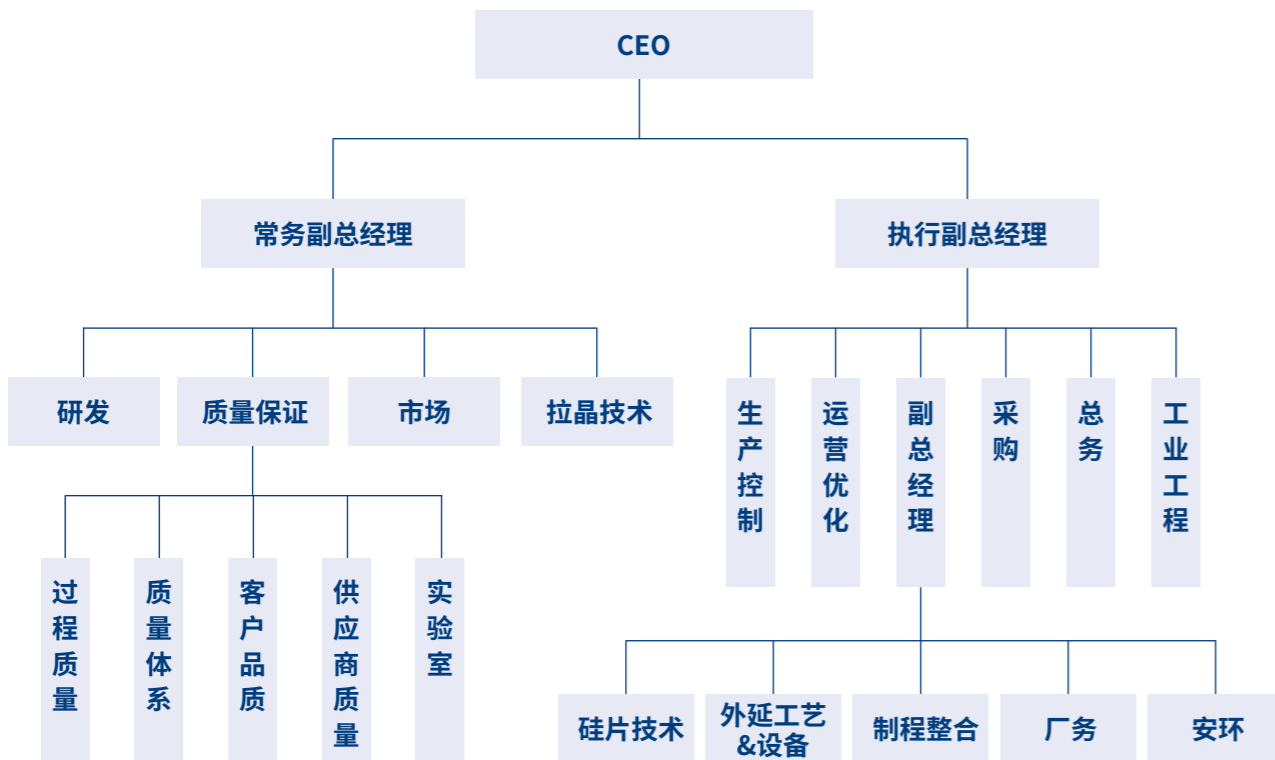 CEO
常务副总经理
执行副总经理
研发
质量保证
市场
拉晶技术
生产控制
运营优化
副总经理
采购
总务
工业工程
过程质量
质量体系
客户品质
供应商质量
实验室
硅片技术
外延工艺
&设备
制程整合
厂务
安环